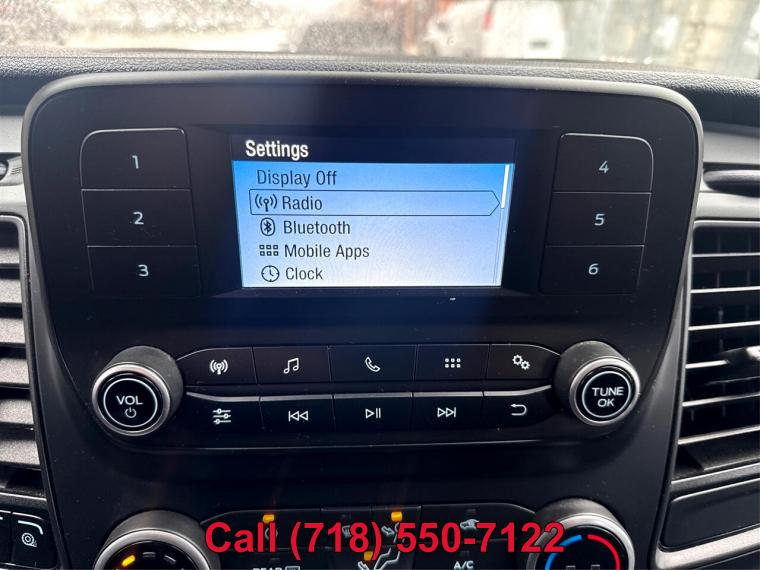 Settings
Display Off
Radio
Bluetooth
Mobile Apps
Clock
1
2
3
4
5
6
VOL
TUNE
OK
Call (718) 550-7122
REAR
A/C